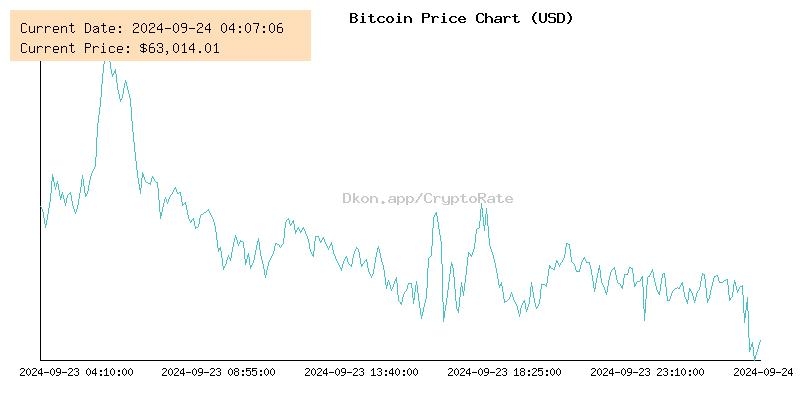 Bitcoin Price Chart (USD)
Current Date: 2024-09-24 04:07:06
Current Price: $63,014.01
Dkon.app/CryptoRate
2024-09-23 04:10:00 2024-09-23 08:55:00 2024-09-23 13:40:00 2024-09-23 18:25:00 2024-09-23 23:10:00 2024-09-24